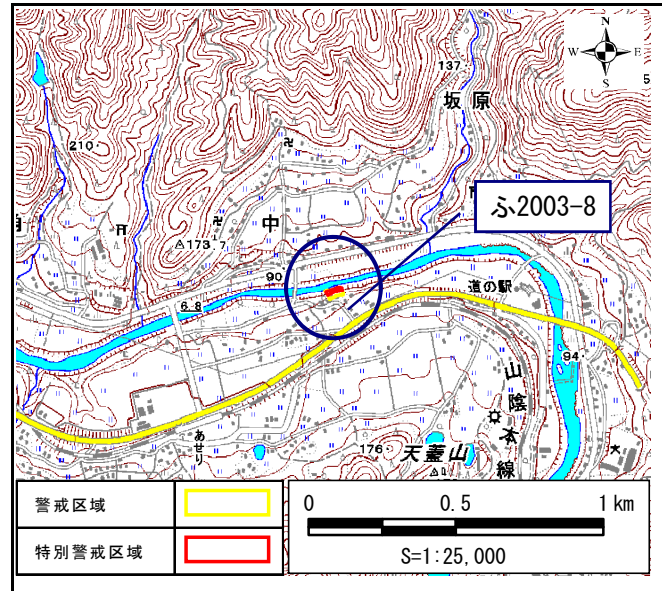 N
W E
S
137
坂原
210
卍
卍
中
173.7
ふ2003-8
90
6.8
道の駅
94
山陰本線
あせり
176
天蓋山
警戒区域
特別警戒区域
0 0.5 1 km
S=1:25,000